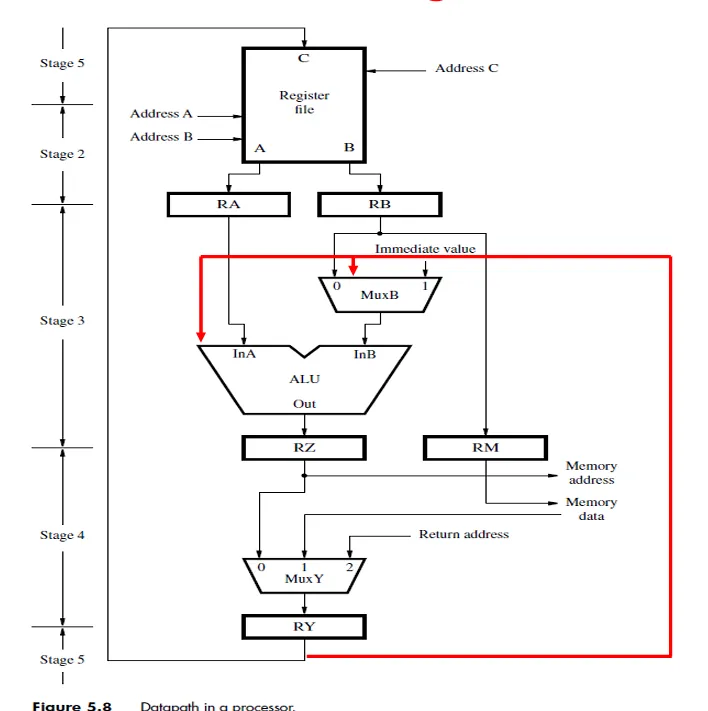 Stage 5
C
Address C
Register
file
Address A
Address B
Stage 2
A
B
RA
RB
Immediate value
0
1
MuxB
Stage 3
InA
InB
ALU
Out
RZ
RM
Memory
address
Memory
data
Stage 4
Return address
0
1
2
MuxY
RY
Stage 5
Figure 5.8 Datapath in a processor.